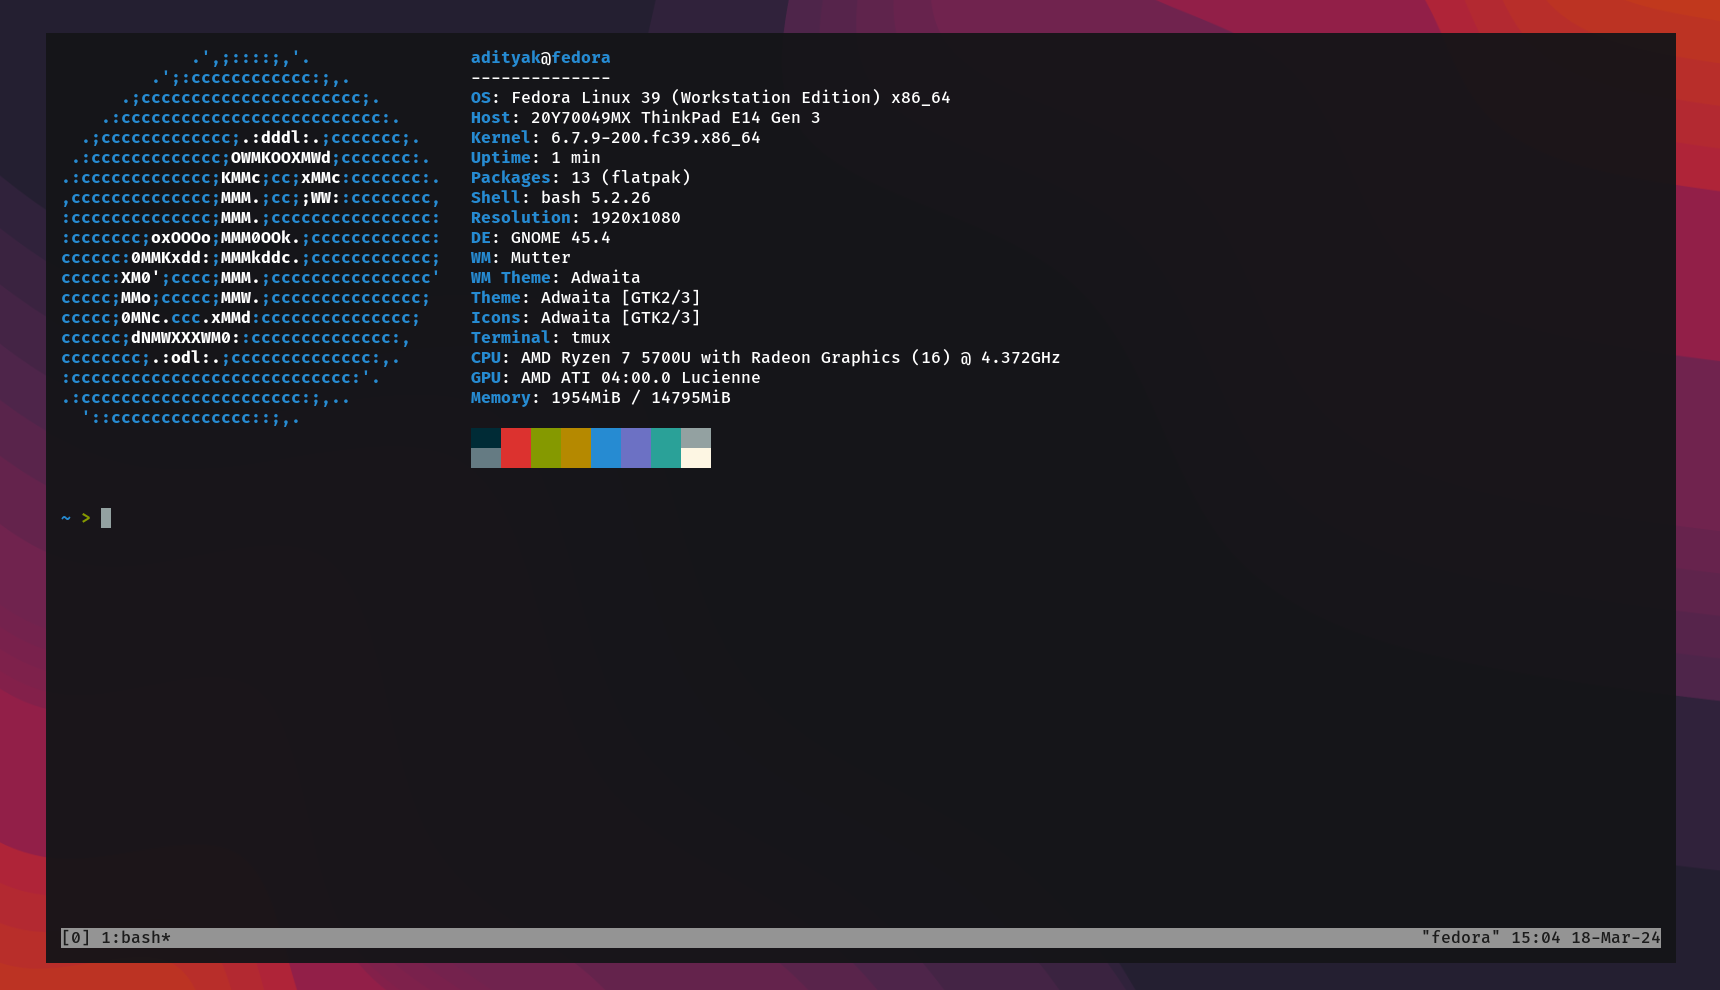 .',;::::;,'.
         .';:cccccccccccc:;,.
      .;cccccccccccccccccccccc;.
    .:cccccccccccccccccccccccccc:.
  .;ccccccccccccc;.:dddl:.;ccccccc;.
 .:ccccccccccccc;OWMKOOXMWd;ccccccc:.
.:ccccccccccccc;KMMc;cc;xMMc:ccccccc:.
,cccccccccccccc;MMM.;cc;;WW::cccccccc,
:cccccccccccccc;MMM.;cccccccccccccccc:
:ccccccc;oxOOOo;MMM0OOk.;cccccccccccc:
cccccc:0MMKxdd:;MMMkddc.;cccccccccccc;
ccccc:XM0';cccc;MMM.;cccccccccccccccc'
ccccc;MMo;ccccc;MMW.;ccccccccccccccc;
ccccc;0MNc.ccc.xMMd:ccccccccccccccc;
cccccc;dNMWXXXWM0::cccccccccccccc:,
cccccccc;.:odl:.;cccccccccccccc:,.
:cccccccccccccccccccccccccccc:'.
.:cccccccccccccccccccccc:;,..
  '::cccccccccccccc::;,.
adityak@fedora
--------------
OS: Fedora Linux 39 (Workstation Edition) x86_64
Host: 20Y70049MX ThinkPad E14 Gen 3
Kernel: 6.7.9-200.fc39.x86_64
Uptime: 1 min
Packages: 13 (flatpak)
Shell: bash 5.2.26
Resolution: 1920x1080
DE: GNOME 45.4
WM: Mutter
WM Theme: Adwaita
Theme: Adwaita [GTK2/3]
Icons: Adwaita [GTK2/3]
Terminal: tmux
CPU: AMD Ryzen 7 5700U with Radeon Graphics (16) @ 4.372GHz
GPU: AMD ATI 04:00.0 Lucienne
Memory: 1954MiB / 14795MiB
~ >
[0] 1:bash* "fedora" 15:04 18-Mar-24